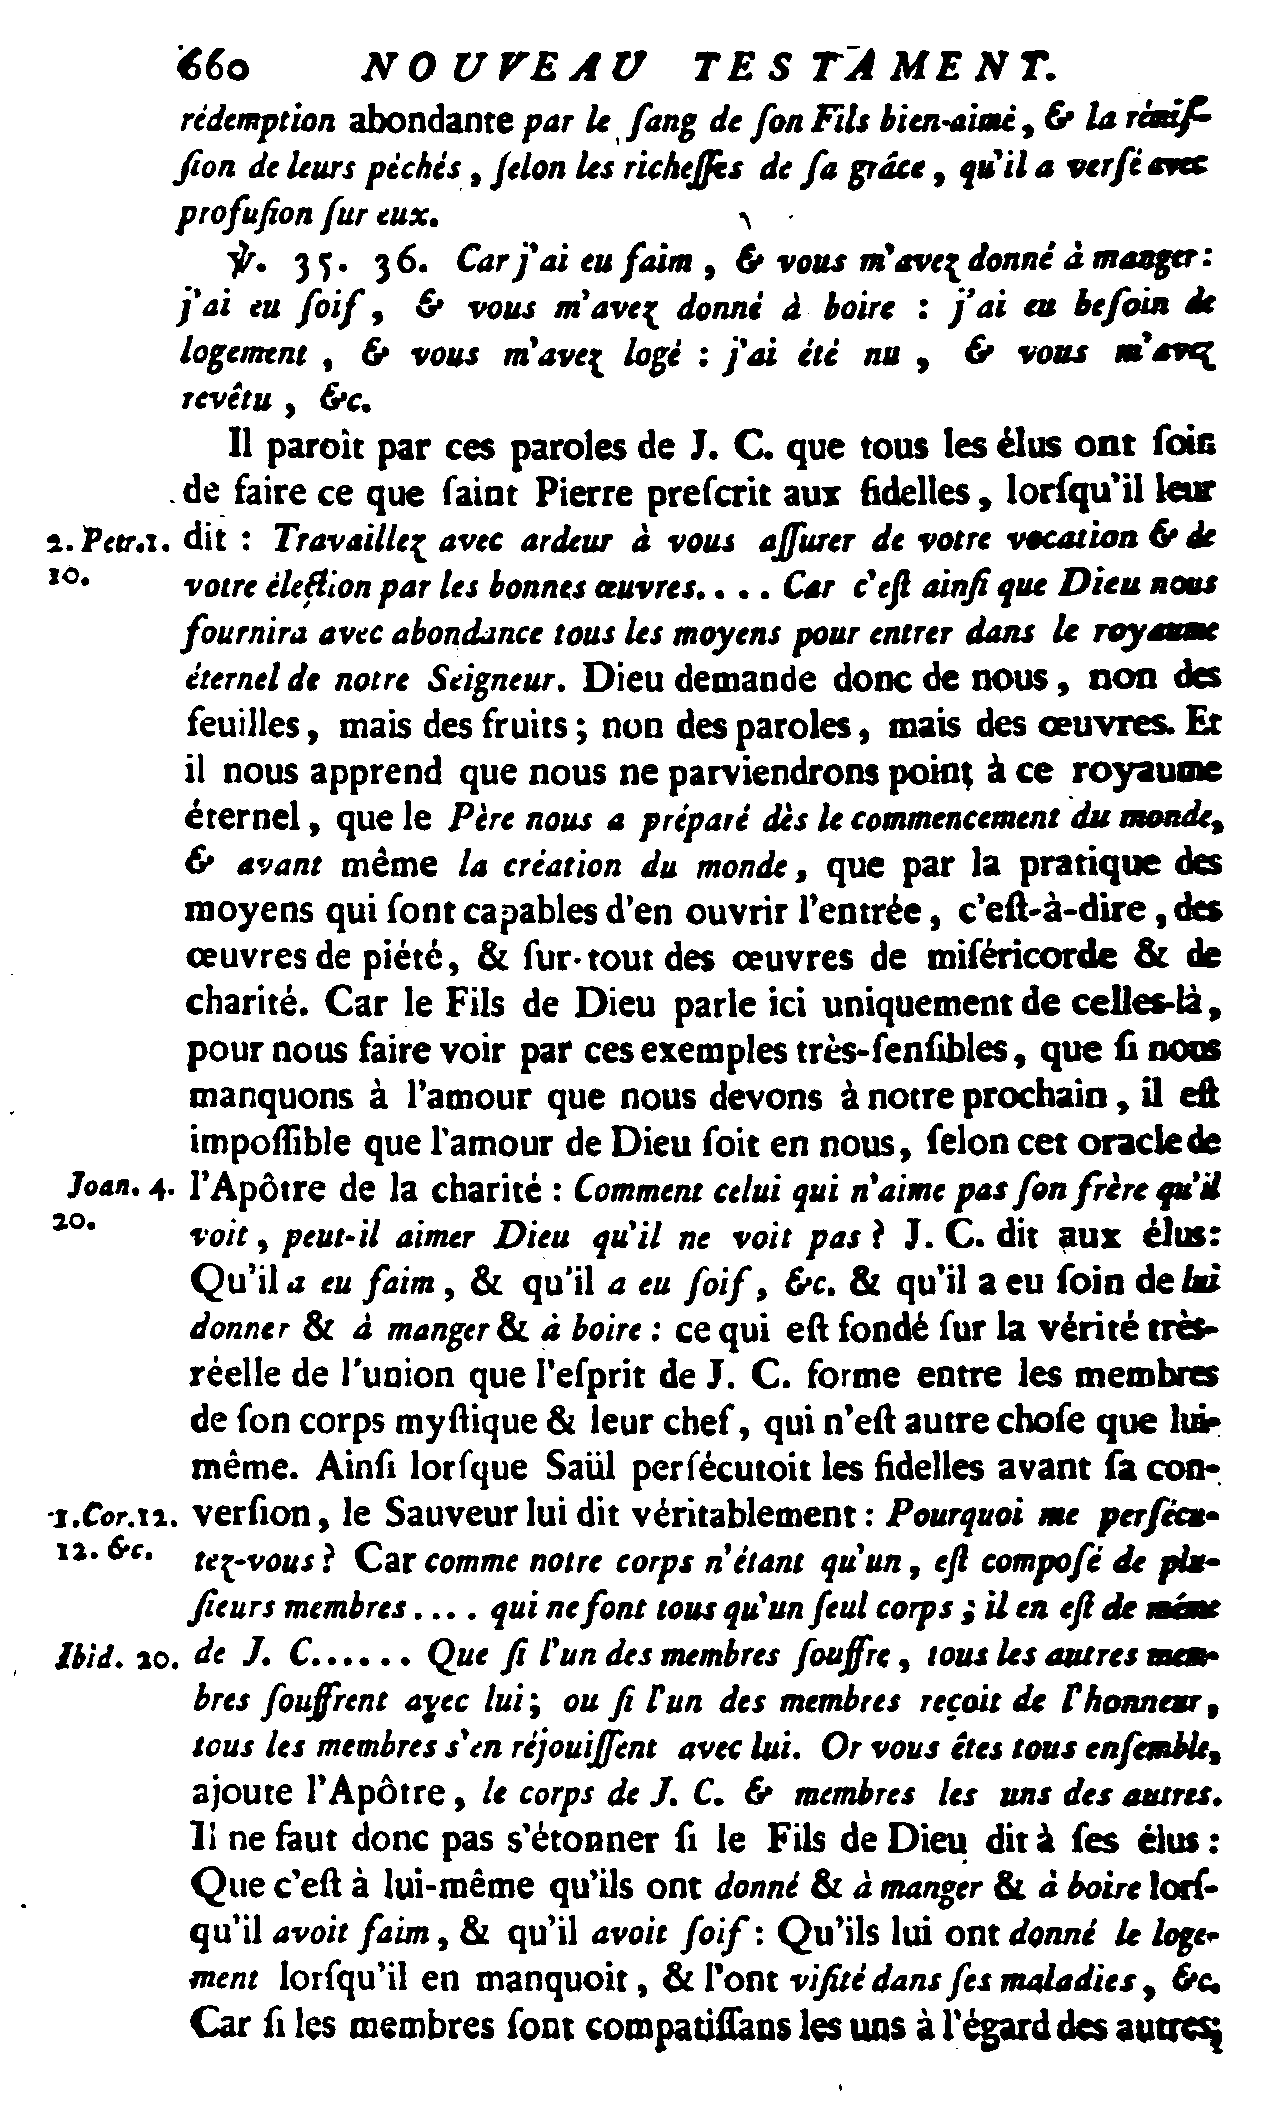 660 NOUVEAU TESTAMENT.
rédemption abondante par le ſang de ſon Fils bien-aimé, & la rémiſ-
ſion de leurs péchés, ſelon les richeſſes de ſa grâce, qu'il a verſé avec
profuſion ſur eux.
℣. 35. 36. Car j'ai eu faim, & vous m'avez donné à manger:
j'ai eu ſoif, & vous m'avez donné à boire : j'ai eu beſoin de
logement, & vous m'avez logé : j'ai été nu, & vous m'avez
revêtu, &c.
Il paroît par ces paroles de J. C. que tous les élus ont ſoin
de faire ce que ſaint Pierre preſcrit aux fidelles, lorſqu'il leur
2. Petr. 1. dit : Travaillez avec ardeur à vous aſſurer de votre vocation & de
10. votre élection par les bonnes œuvres.... Car c'eſt ainſi que Dieu nous
fournira avec abondance tous les moyens pour entrer dans le royaume
éternel de notre Seigneur. Dieu demande donc de nous, non des
feuilles, mais des fruits ; non des paroles, mais des œuvres. Et
il nous apprend que nous ne parviendrons point à ce royaume
éternel, que le Père nous a préparé dès le commencement du monde,
& avant même la création du monde, que par la pratique des
moyens qui ſont capables d'en ouvrir l'entrée, c'eſt-à-dire, des
œuvres de piété, & ſur-tout des œuvres de miſéricorde & de
charité. Car le Fils de Dieu parle ici uniquement de celles-là,
pour nous faire voir par ces exemples très-ſenſibles, que ſi nous
manquons à l'amour que nous devons à notre prochain, il eſt
impoſſible que l'amour de Dieu ſoit en nous, ſelon cet oracle de
Joan. 4. l'Apôtre de la charité : Comment celui qui n'aime pas ſon frère qu'il
20. voit, peut-il aimer Dieu qu'il ne voit pas ? J. C. dit aux élus:
Qu'il a eu faim, & qu'il a eu ſoif, &c. & qu'il a eu ſoin de lui
donner & à manger & à boire : ce qui eſt fondé ſur la vérité très-
réelle de l'union que l'eſprit de J. C. forme entre les membres
de ſon corps myſtique & leur chef, qui n'eſt autre choſe que lui-
même. Ainſi lorſque Saül perſécutoit les fidelles avant ſa con-
1. Cor. 12. verſion, le Sauveur lui dit véritablement : Pourquoi me perſécu-
12. &c. tez-vous ? Car comme notre corps n'étant qu'un, eſt compoſé de plu-
ſieurs membres.... qui ne font tous qu'un ſeul corps ; il en eſt de même
Ibid. 20. de J. C...... Que ſi l'un des membres ſouffre, tous les autres mem-
bres ſouffrent avec lui ; ou ſi l'un des membres reçoit de l'honneur,
tous les membres s'en réjouiſſent avec lui. Or vous êtes tous enſemble,
ajoute l'Apôtre, le corps de J. C. & membres les uns des autres.
Il ne faut donc pas s'étonner ſi le Fils de Dieu dit à ſes élus :
Que c'eſt à lui-même qu'ils ont donné & à manger & à boire lorſ-
qu'il avoit faim, & qu'il avoit ſoif : Qu'ils lui ont donné le loge-
ment lorſqu'il en manquoit, & l'ont viſité dans ſes maladies, &c.
Car ſi les membres ſont compatiſſans les uns à l'égard des autres;